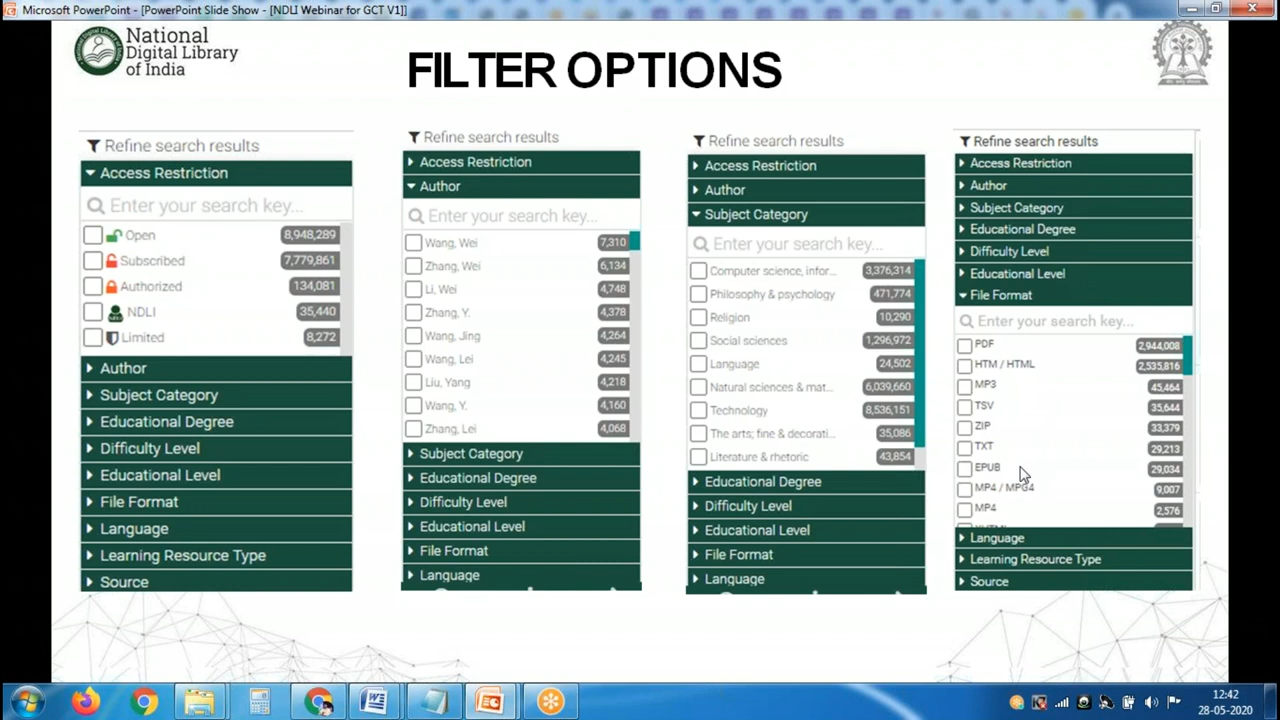 Microsoft PowerPoint - [PowerPoint Slide Show - [NDLI Webinar for GCT V1]]
National
Digital Library
of India
FILTER OPTIONS
Refine search results
Access Restriction
Enter your search key...
Open 8,948,289
Subscribed 7,779,861
Authorized 134,081
NDLI 35,440
Limited 8,272
Author
Subject Category
Educational Degree
Difficulty Level
Educational Level
File Format
Language
Learning Resource Type
Source
Refine search results
Access Restriction
Author
Enter your search key...
Wang, Wei 7,310
Zhang, Wei 6,134
Li, Wei 4,748
Zhang, Y. 4,378
Wang, Jing 4,264
Wang, Lei 4,245
Liu, Yang 4,218
Wang, Y. 4,160
Zhang, Lei 4,068
Subject Category
Educational Degree
Difficulty Level
Educational Level
File Format
Language
Refine search results
Access Restriction
Author
Subject Category
Enter your search key...
Computer science, infor... 3,376,314
Philosophy & psychology 471,774
Religion 10,290
Social sciences 1,296,972
Language 24,502
Natural sciences & mat... 6,039,660
Technology 8,536,151
The arts; fine & decorati... 35,086
Literature & rhetoric 43,854
Educational Degree
Difficulty Level
Educational Level
File Format
Language
Refine search results
Access Restriction
Author
Subject Category
Educational Degree
Difficulty Level
Educational Level
File Format
Enter your search key...
PDF 2,944,008
HTM / HTML 2,535,816
MP3 45,464
TSV 35,644
ZIP 33,379
TXT 29,213
EPUB 29,034
MP4 / MPG4 9,007
MP4 2,576
Language
Learning Resource Type
Source
12:42
28-05-2020